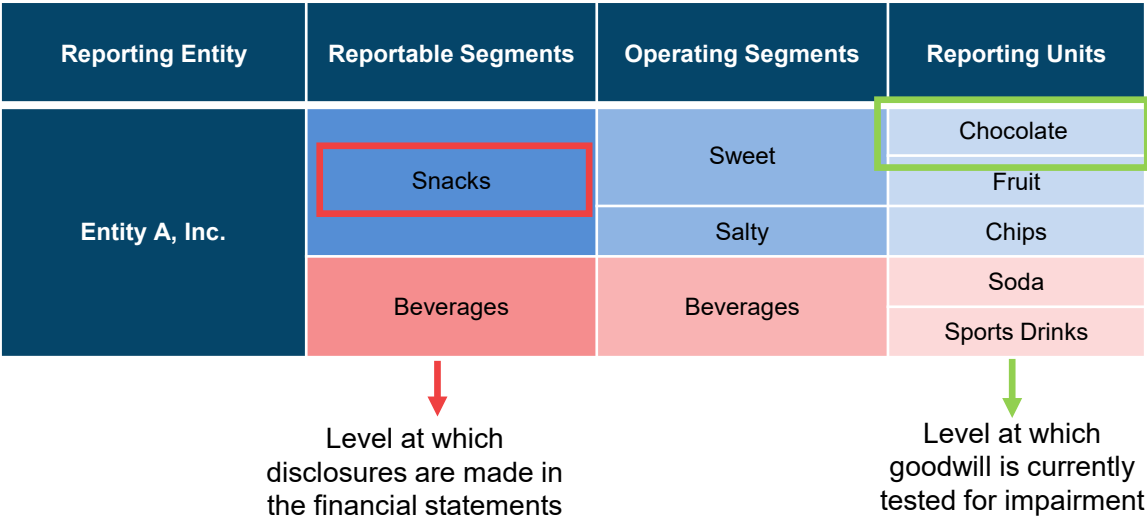 Reporting Entity
Reportable Segments
Operating Segments
Reporting Units
Entity A, Inc.
Snacks
Sweet
Chocolate
Fruit
Salty
Chips
Beverages
Beverages
Soda
Sports Drinks
Level at which
disclosures are made in
the financial statements
Level at which
goodwill is currently
tested for impairment